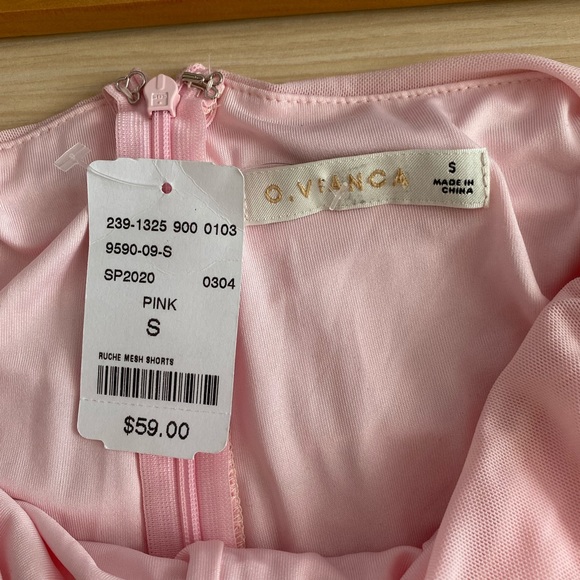 239-1325 900 0103
9590-09-S
SP2020 0304
PINK
S
RUCHE MESH SHORTS
$59.00
O.VIANCA
S
MADE IN
CHINA